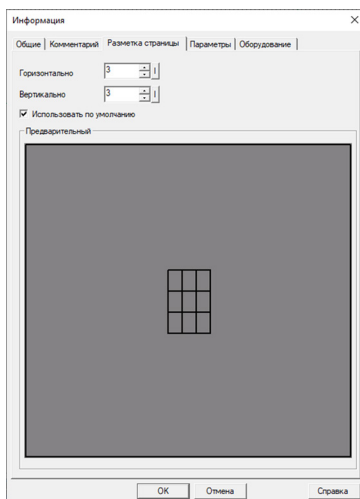 Информация
Общие Комментарий Разметка страницы Параметры Оборудование
Горизонтально 3
Вертикально 3
Использовать по умолчанию
Предварительный
OK Отмена Справка